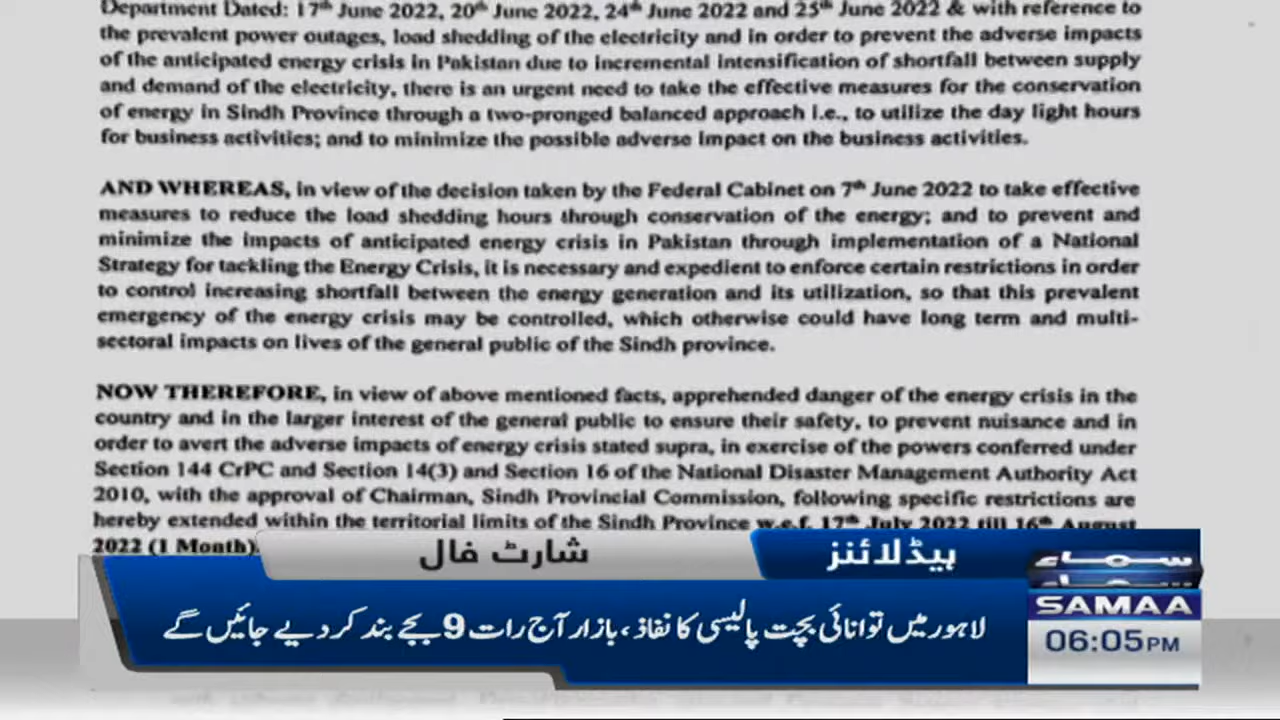 Department Dated: 17th June 2022, 20th June 2022, 24th June 2022 and 25th June 2022 & with reference to
the prevalent power outages, load shedding of the electricity and in order to prevent the adverse impacts
of the anticipated energy crisis in Pakistan due to incremental intensification of shortfall between supply
and demand of the electricity, there is an urgent need to take the effective measures for the conservation
of energy in Sindh Province through a two-pronged balanced approach i.e., to utilize the day light hours
for business activities; and to minimize the possible adverse impact on the business activities.
AND WHEREAS, in view of the decision taken by the Federal Cabinet on 7th June 2022 to take effective
measures to reduce the load shedding hours through conservation of the energy; and to prevent and
minimize the impacts of anticipated energy crisis in Pakistan through implementation of a National
Strategy for tackling the Energy Crisis, it is necessary and expedient to enforce certain restrictions in order
to control increasing shortfall between the energy generation and its utilization, so that this prevalent
emergency of the energy crisis may be controlled, which otherwise could have long term and multi-
sectoral impacts on lives of the general public of the Sindh province.
NOW THEREFORE, in view of above mentioned facts, apprehended danger of the energy crisis in the
country and in the larger interest of the general public to ensure their safety, to prevent nuisance and in
order to avert the adverse impacts of energy crisis stated supra, in exercise of the powers conferred under
Section 144 CrPC and Section 14(3) and Section 16 of the National Disaster Management Authority Act
2010, with the approval of Chairman, Sindh Provincial Commission, following specific restrictions are
hereby extended within the territorial limits of the Sindh Province w.e.f. 17th July 2022 till 16th August
2022 (1 Month).
ہیڈلائنز
شارٹ فال
لاہور میں توانائی بچت پالیسی کا نفاذ، بازار آج رات 9 بجے بند کر دیے جائیں گے
سماء
SAMAA
06:05 PM